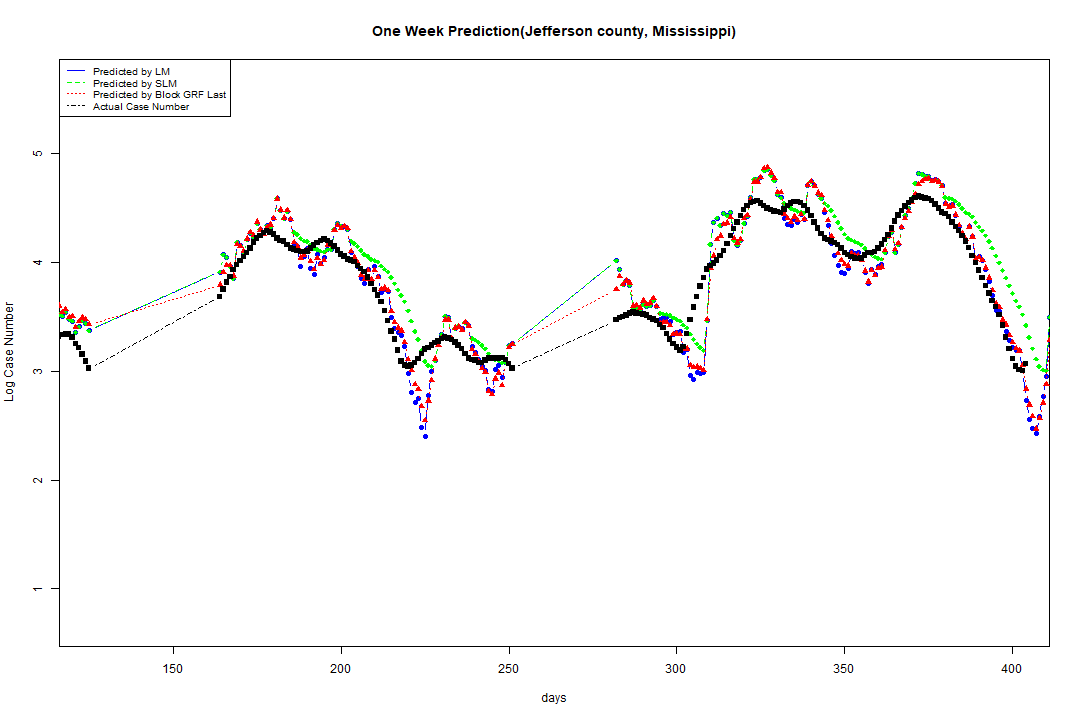 One Week Prediction(Jefferson county, Mississippi)
Predicted by LM
Predicted by SLM
Predicted by Block GRF Last
Actual Case Number
Log Case Number
5
4
3
2
1
150 200 250 300 350 400
days